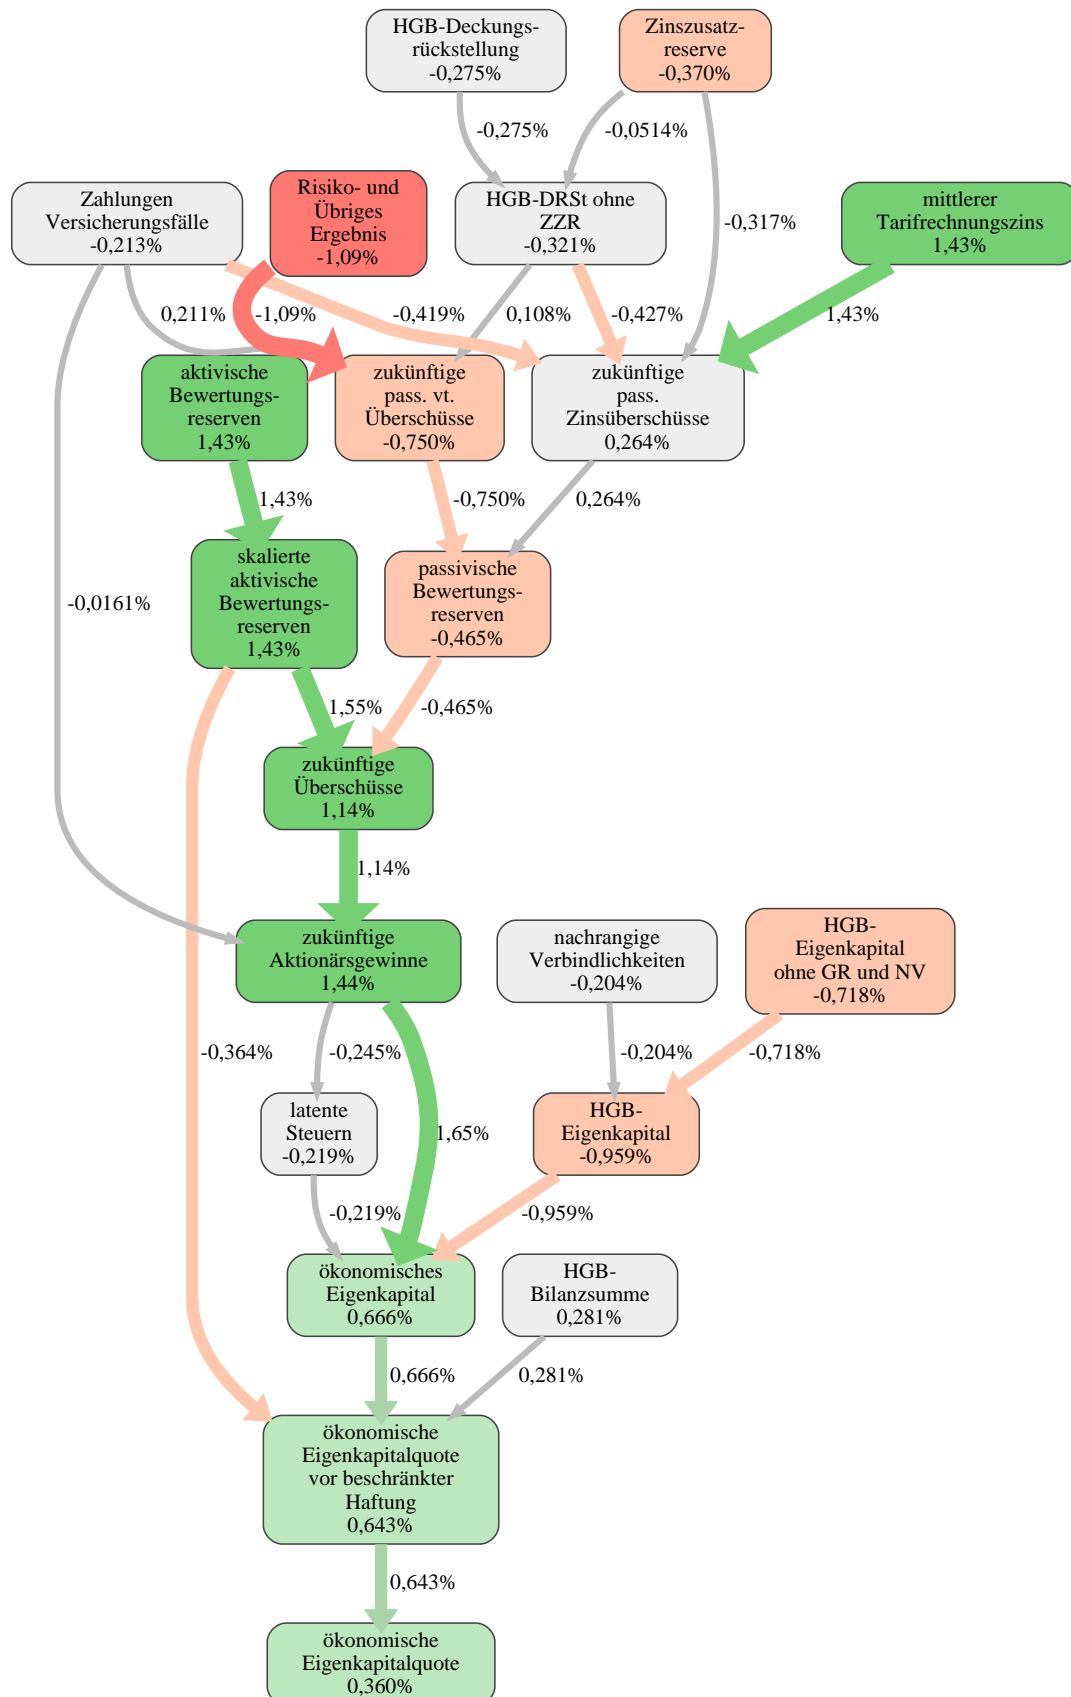 HGB-Deckungs-
rückstellung
-0,275%
Zinszusatz-
reserve
-0,370%
-0,275%
-0,0514%
Zahlungen
Versicherungsfälle
-0,213%
Risiko- und
Übriges
Ergebnis
-1,09%
HGB-DRSt ohne
ZZR
-0,321%
-0,317%
mittlerer
Tarifrechnungszins
1,43%
0,211%
-1,09%
-0,419%
0,108%
-0,427%
1,43%
aktivische
Bewertungs-
reserven
1,43%
zukünftige
pass. vt.
Überschüsse
-0,750%
zukünftige
pass.
Zinsüberschüsse
0,264%
1,43%
-0,750%
0,264%
skalierte
aktivische
Bewertungs-
reserven
1,43%
passivische
Bewertungs-
reserven
-0,465%
-0,0161%
1,55%
-0,465%
zukünftige
Überschüsse
1,14%
1,14%
zukünftige
Aktionärsgewinne
1,44%
nachrangige
Verbindlichkeiten
-0,204%
HGB-
Eigenkapital
ohne GR und NV
-0,718%
-0,364%
-0,245%
-0,204%
-0,718%
latente
Steuern
-0,219%
1,65%
HGB-
Eigenkapital
-0,959%
-0,219%
-0,959%
ökonomisches
Eigenkapital
0,666%
HGB-
Bilanzsumme
0,281%
0,666%
0,281%
ökonomische
Eigenkapitalquote
vor beschränkter
Haftung
0,643%
0,643%
ökonomische
Eigenkapitalquote
0,360%